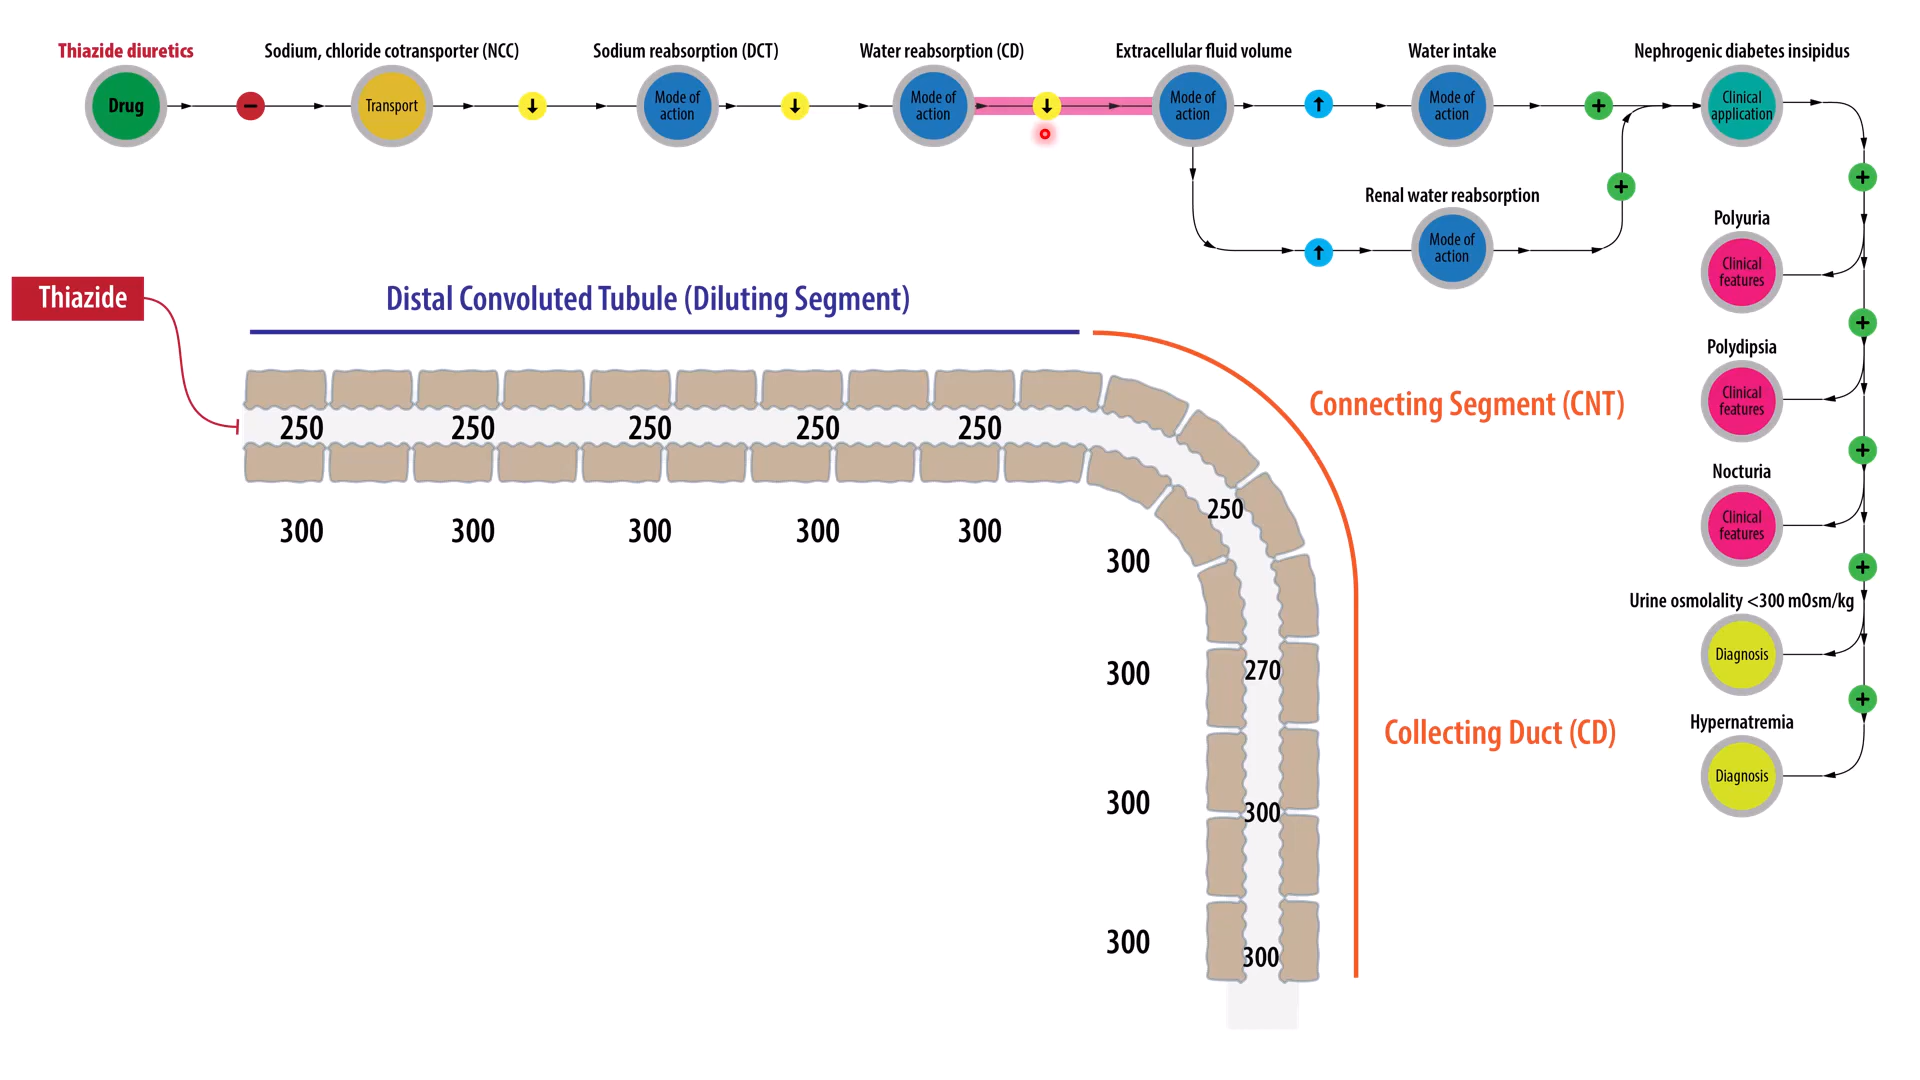 Thiazide diuretics
Sodium, chloride cotransporter (NCC)
Sodium reabsorption (DCT)
Water reabsorption (CD)
Extracellular fluid volume
Water intake
Nephrogenic diabetes insipidus
Drug
−
Transport
↓
Mode of
action
↓
Mode of
action
↓
Mode of
action
↑
Mode of
action
+
Clinical
application
+
Renal water reabsorption
↑
Mode of
action
+
Polyuria
Clinical
features
+
Polydipsia
Clinical
features
+
Nocturia
Clinical
features
+
Urine osmolality <300 mOsm/kg
Diagnosis
+
Hypernatremia
Diagnosis
Thiazide
Distal Convoluted Tubule (Diluting Segment)
Connecting Segment (CNT)
250 250 250 250 250
250
300 300 300 300 300
300
300 270
Collecting Duct (CD)
300 300
300 300